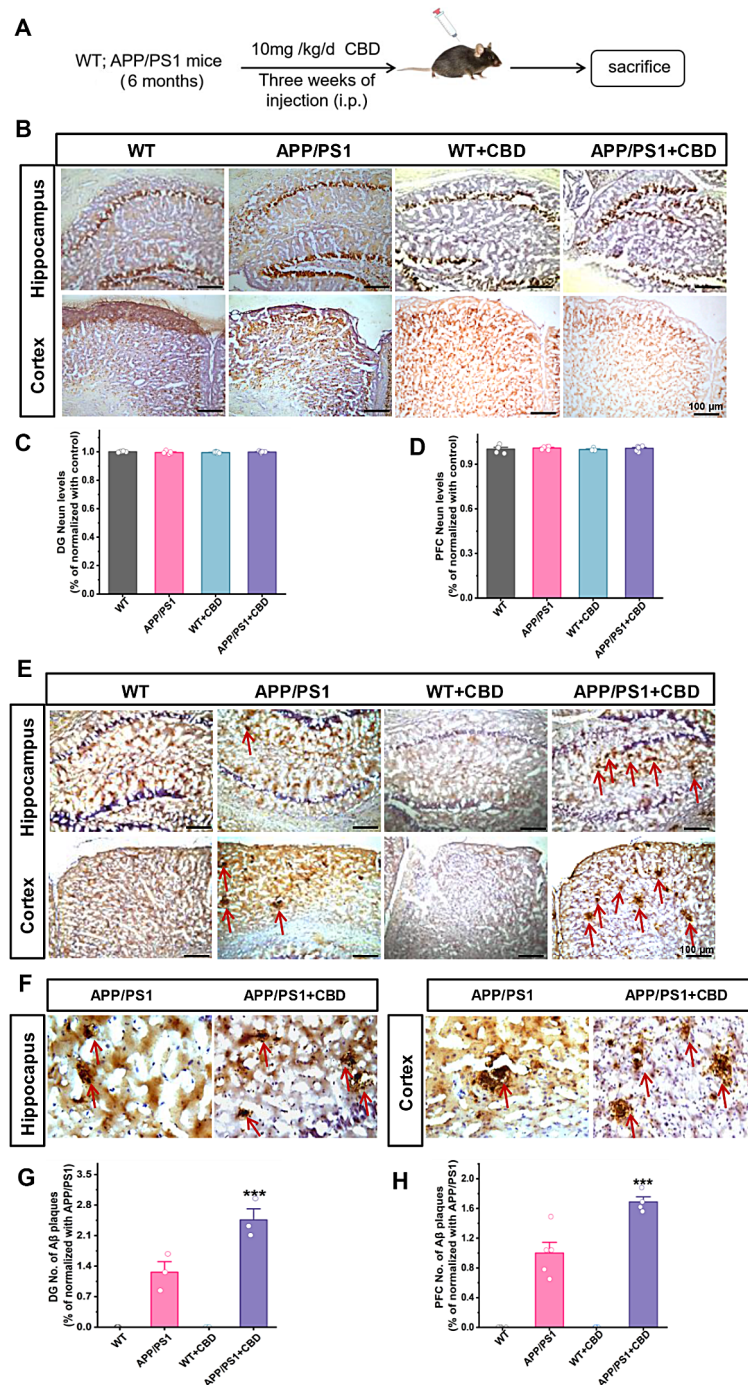 A
WT; APP/PS1 mice
(6 months)
10mg /kg/d CBD
Three weeks of
injection (i.p.)
sacrifice
B
WT APP/PS1 WT+CBD APP/PS1+CBD
Hippocampus
Cortex
100 µm
C
DG Neun levels
(% of normalized with control)
1.0
0.8
0.6
0.4
0.2
0.0
WT APP/PS1 WT+CBD APP/PS1+CBD
D
PFC Neun levels
(% of normalized with control)
0.9
0.6
0.3
0.0
WT APP/PS1 WT+CBD APP/PS1+CBD
E
WT APP/PS1 WT+CBD APP/PS1+CBD
Hippocampus
Cortex
100 µm
F
APP/PS1 APP/PS1+CBD
Hippocapus
APP/PS1 APP/PS1+CBD
Cortex
G
DG No. of Aβ plaques
(% of normalized with APP/PS1)
3.5
2.8
2.1
1.4
0.7
0.0
***
WT APP/PS1 WT+CBD APP/PS1+CBD
H
PFC No. of Aβ plaques
(% of normalized with APP/PS1)
2.0
1.6
1.2
0.8
0.4
0.0
***
WT APP/PS1 WT+CBD APP/PS1+CBD